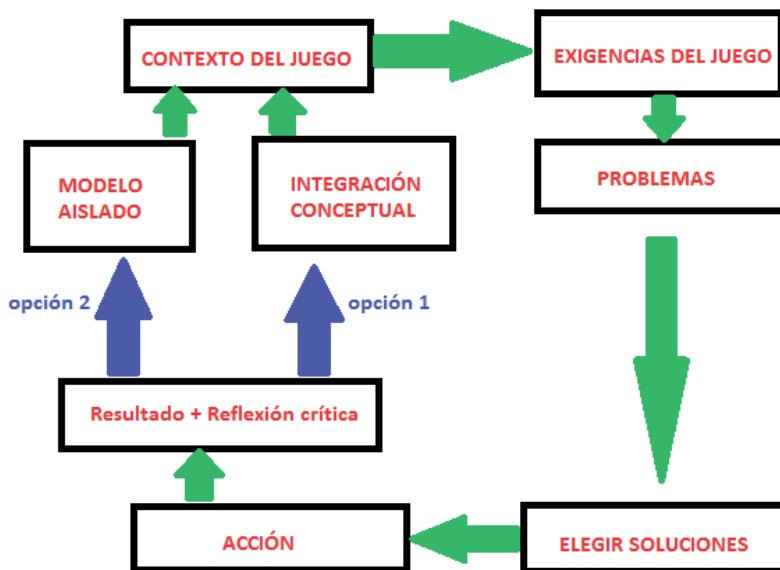 CONTEXTO DEL JUEGO
EXIGENCIAS DEL JUEGO
MODELO
AISLADO
INTEGRACIÓN
CONCEPTUAL
PROBLEMAS
opción 2
opción 1
Resultado + Reflexión crítica
ACCIÓN
ELEGIR SOLUCIONES